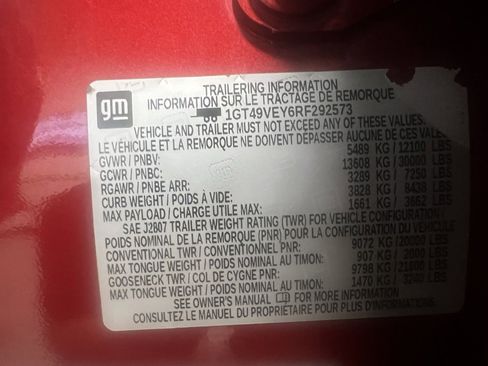 gm
TRAILERING INFORMATION
INFORMATION SUR LE TRACTAGE DE REMORQUE
1GT49VEY6RF292573
VEHICLE AND TRAILER MUST NOT EXCEED ANY OF THESE VALUES.
LE VÉHICULE ET LA REMORQUE NE DOIVENT DÉPASSER AUCUNE DE CES VALEURS
GVWR / PNBV: 5489 KG / 12100 LBS
GCWR / PNBC: 13608 KG / 30000 LBS
RGAWR / PNBE ARR: 3289 KG / 7250 LBS
CURB WEIGHT / POIDS À VIDE: 3828 KG / 8438 LBS
MAX PAYLOAD / CHARGE UTILE MAX: 1661 KG / 3662 LBS
SAE J2807 TRAILER WEIGHT RATING (TWR) FOR VEHICLE CONFIGURATION /
POIDS NOMINAL DE LA REMORQUE (PNR) POUR LA CONFIGURATION DU VÉHICULE
CONVENTIONAL TWR / CONVENTIONEL PNR: 9072 KG / 20000 LBS
MAX TONGUE WEIGHT / POIDS NOMINALE AU TIMON: 907 KG / 2000 LBS
GOOSENECK TWR / COL DE CYGNE PNR: 9798 KG / 21600 LBS
MAX TONGUE WEIGHT / POIDS NOMINALE AU TIMON: 1470 KG / 3240 LBS
SEE OWNER'S MANUAL FOR MORE INFORMATION
CONSULTEZ LE MANUEL DU PROPRIETAIRE POUR PLUS D'INFORMATIONS.